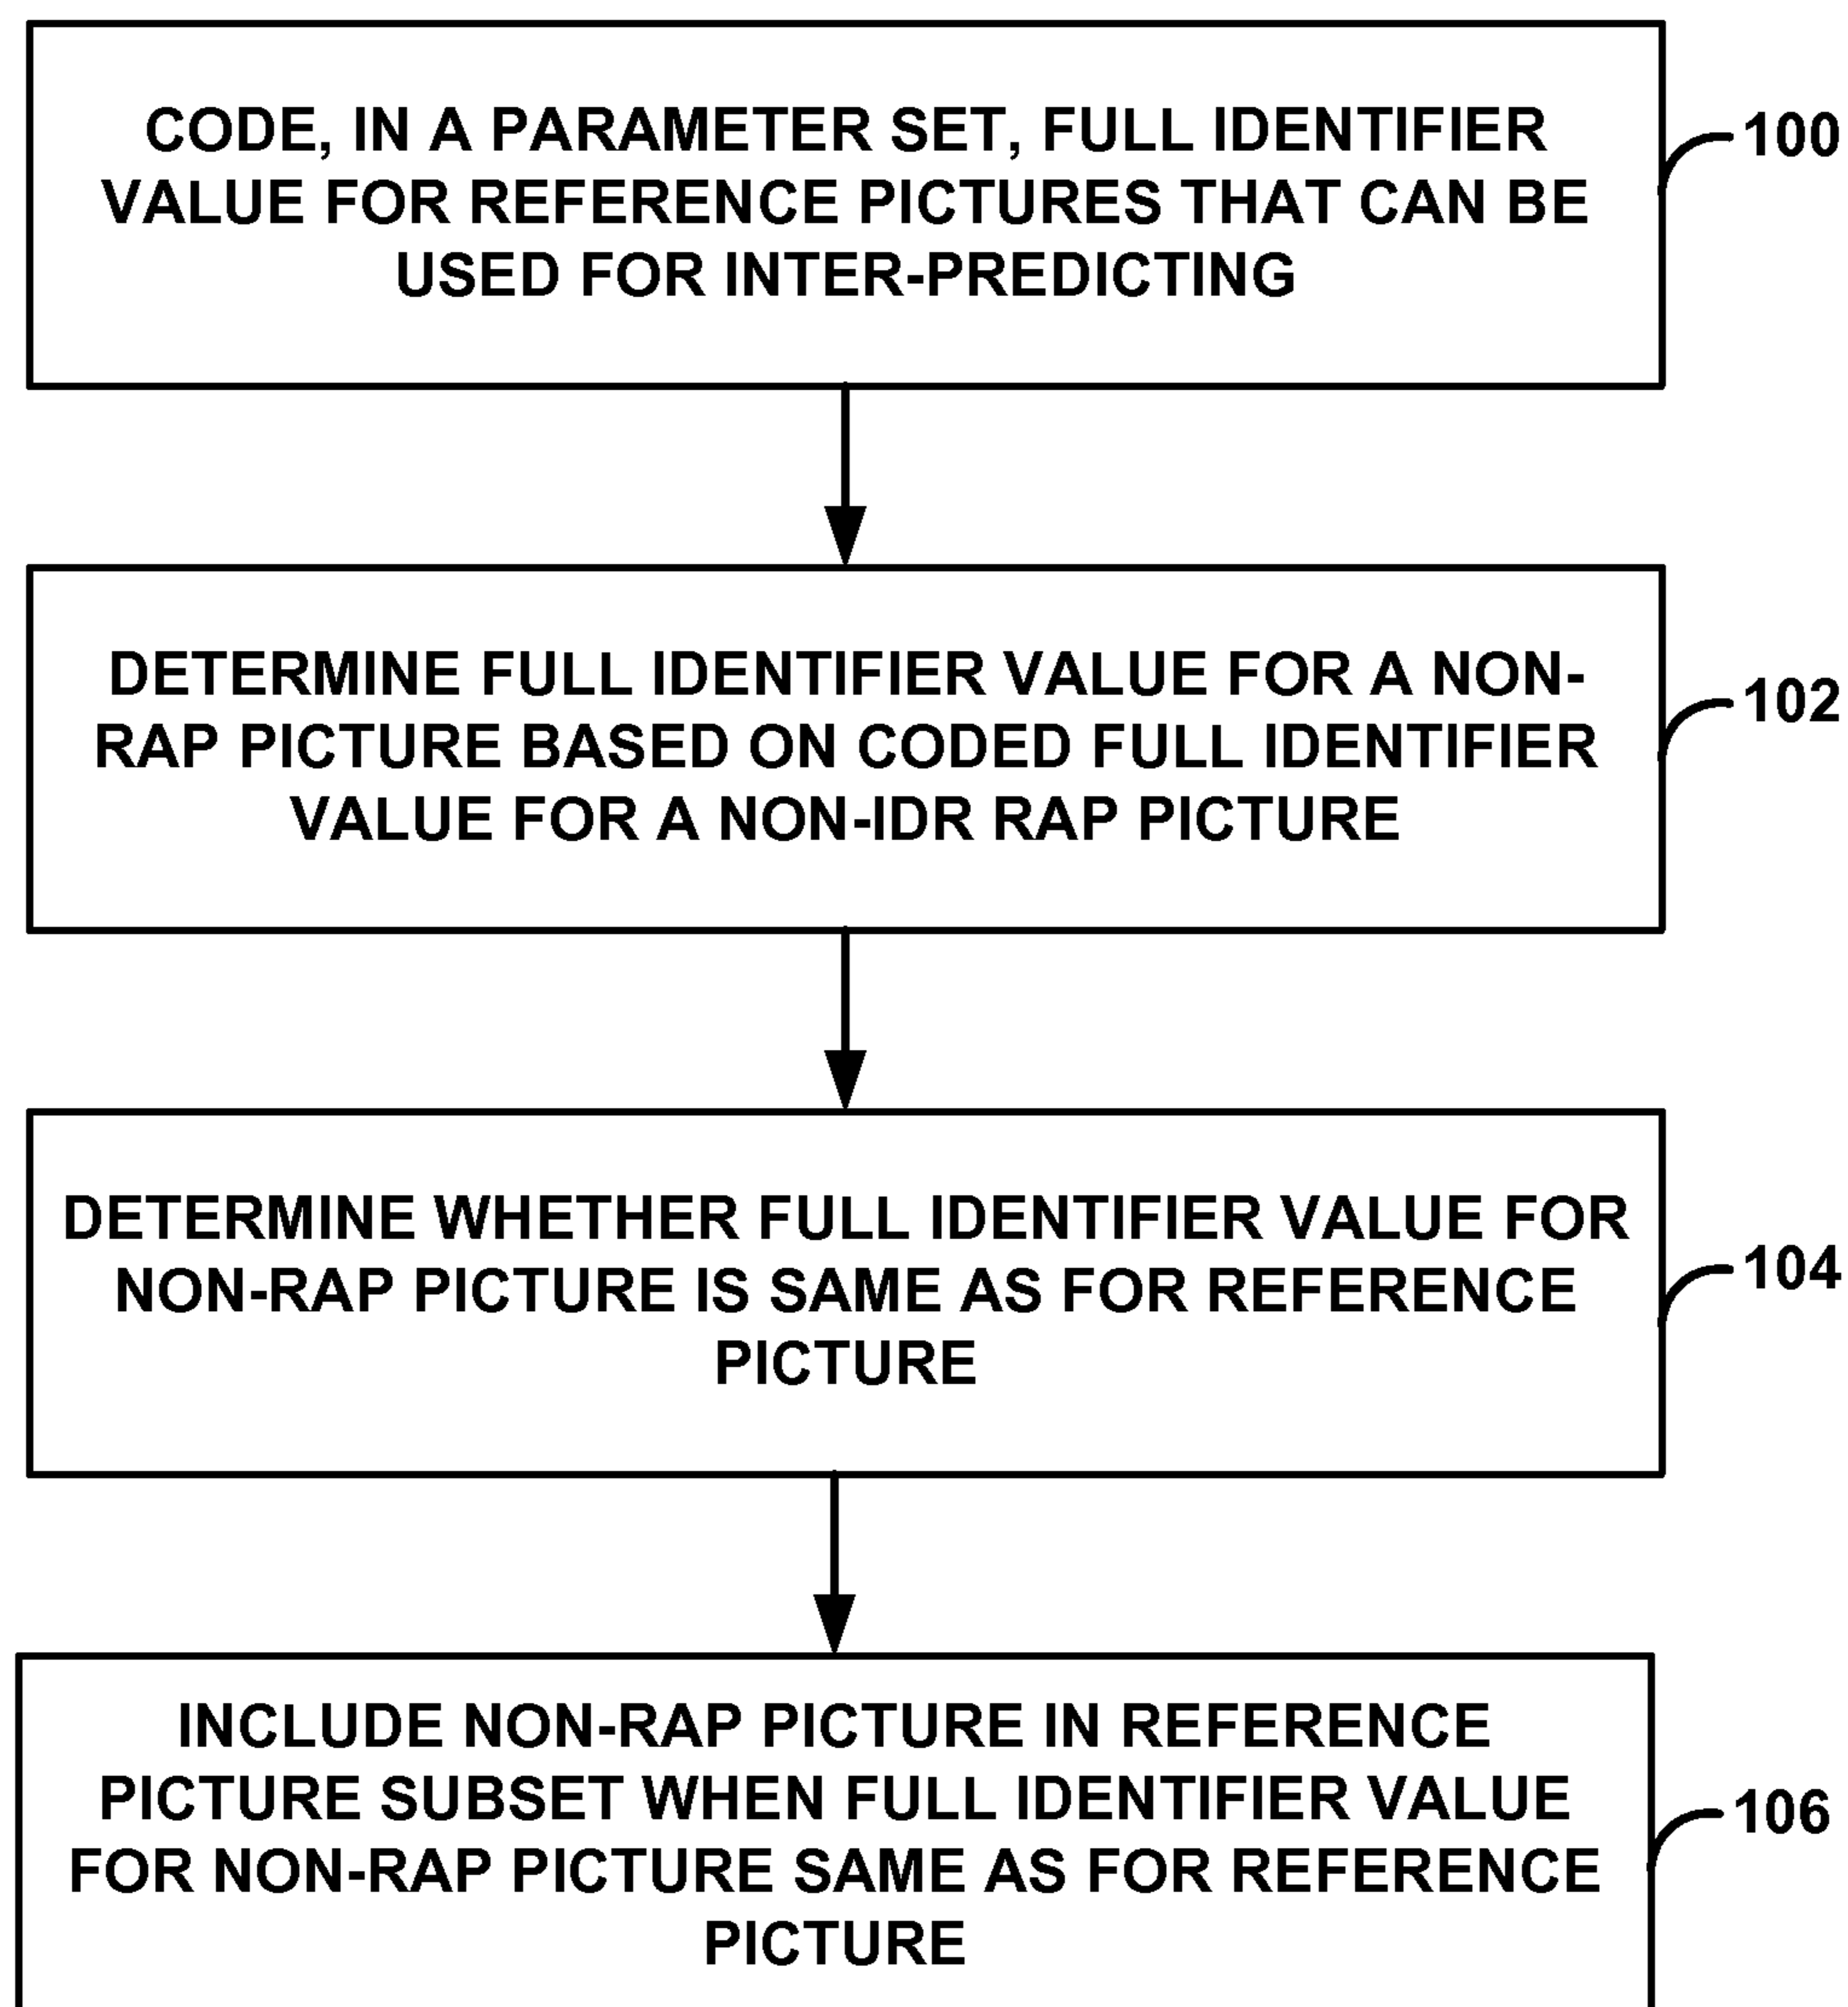 CODE, IN A PARAMETER SET, FULL IDENTIFIER
VALUE FOR REFERENCE PICTURES THAT CAN BE
USED FOR INTER-PREDICTING
100
DETERMINE FULL IDENTIFIER VALUE FOR A NON-
RAP PICTURE BASED ON CODED FULL IDENTIFIER
VALUE FOR A NON-IDR RAP PICTURE
102
DETERMINE WHETHER FULL IDENTIFIER VALUE FOR
NON-RAP PICTURE IS SAME AS FOR REFERENCE
PICTURE
104
INCLUDE NON-RAP PICTURE IN REFERENCE
PICTURE SUBSET WHEN FULL IDENTIFIER VALUE
FOR NON-RAP PICTURE SAME AS FOR REFERENCE
PICTURE
106